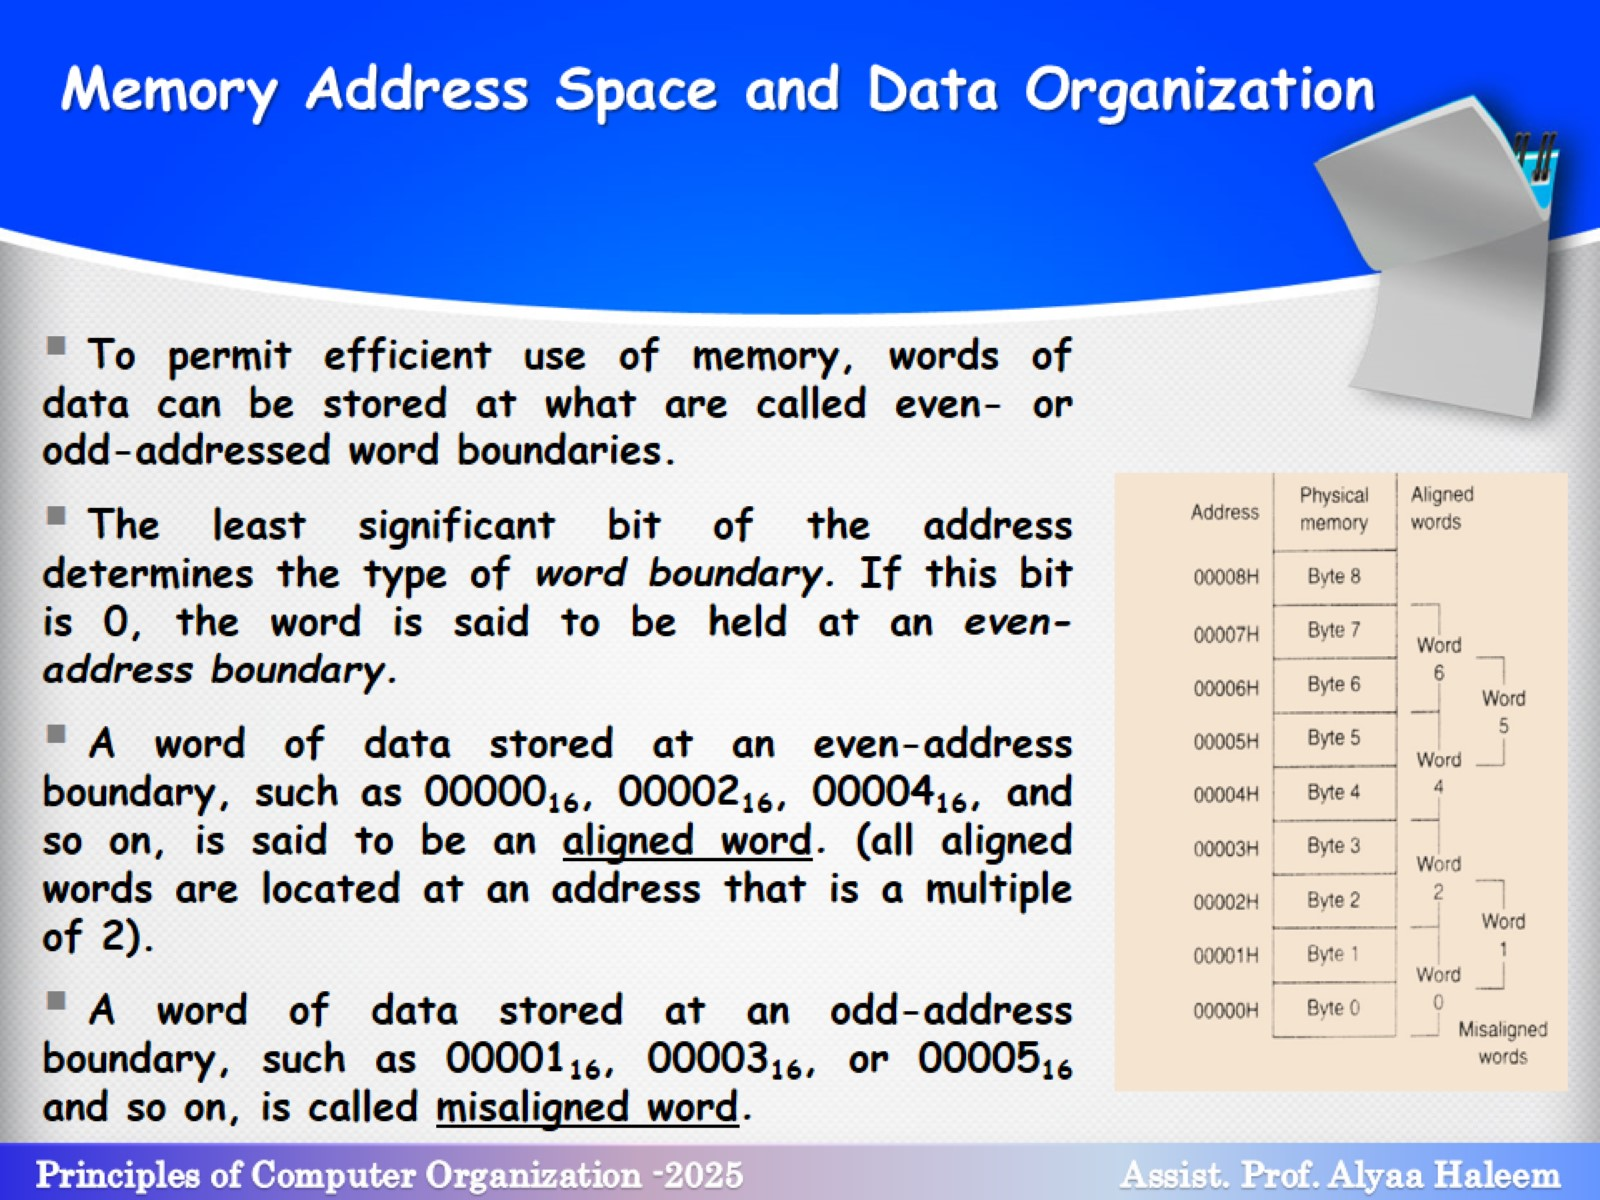 Memory Address Space and Data Organization
▪ To permit efficient use of memory, words of
data can be stored at what are called even- or
odd-addressed word boundaries.
▪ The least significant bit of the address
determines the type of word boundary. If this bit
is 0, the word is said to be held at an even-
address boundary.
▪ A word of data stored at an even-address
boundary, such as 00000₁₆, 00002₁₆, 00004₁₆, and
so on, is said to be an aligned word. (all aligned
words are located at an address that is a multiple
of 2).
▪ A word of data stored at an odd-address
boundary, such as 00001₁₆, 00003₁₆, or 00005₁₆
and so on, is called misaligned word.
Address
Physical
memory
Aligned
words
00008H Byte 8
00007H Byte 7
00006H Byte 6
00005H Byte 5
00004H Byte 4
00003H Byte 3
00002H Byte 2
00001H Byte 1
00000H Byte 0
Word
6
Word
5
Word
4
Word
2
Word
1
Word
0
Misaligned
words
Principles of Computer Organization -2025
Assist. Prof. Alyaa Haleem